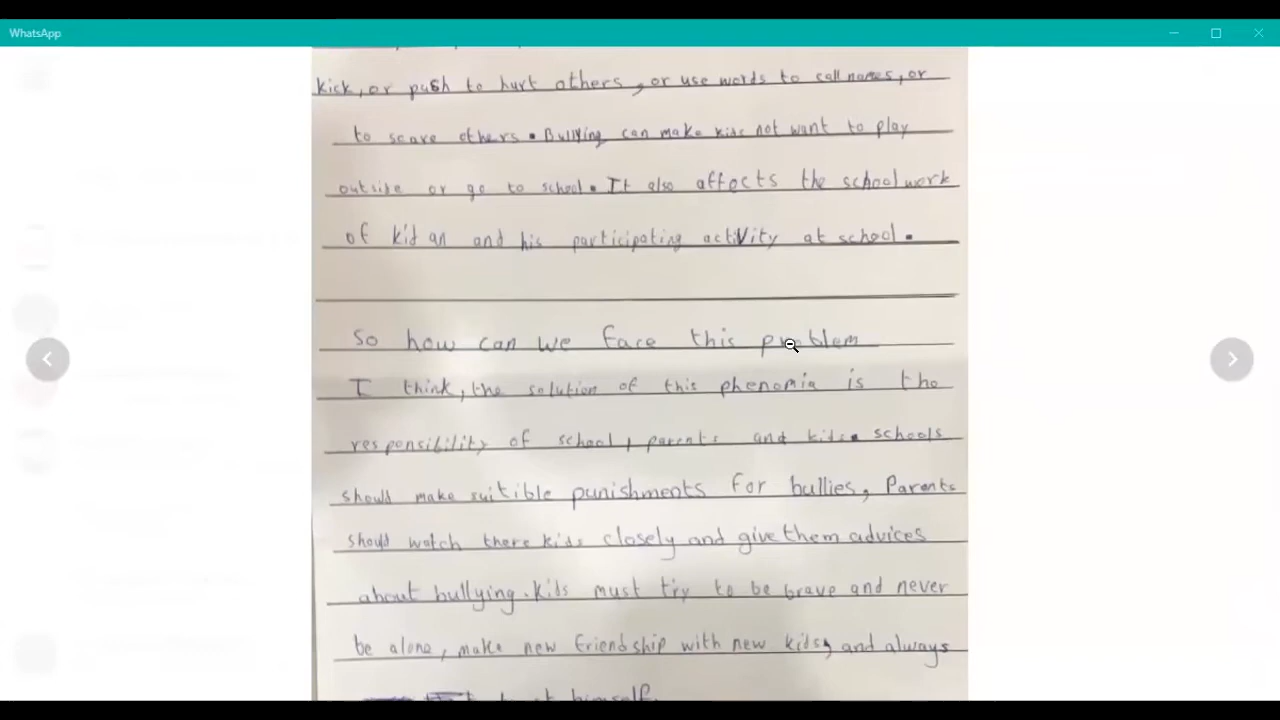 WhatsApp
kick, or push to hurt others, or use words to call names, or
to scare others. Bullying can make kids not want to play
outside or go to school. It also affects the schoolwork
of kid an and his participating activity at school.
So how can we face this problem
I think, the solution of this phenomia is the
responsibility of school, parents and kids. schools
should make suitible punishments for bullies, Parents
should watch there kids closely and give them advices
about bullying. kids must try to be brave and never
be alone, make new friendship with new kids, and always
himself.